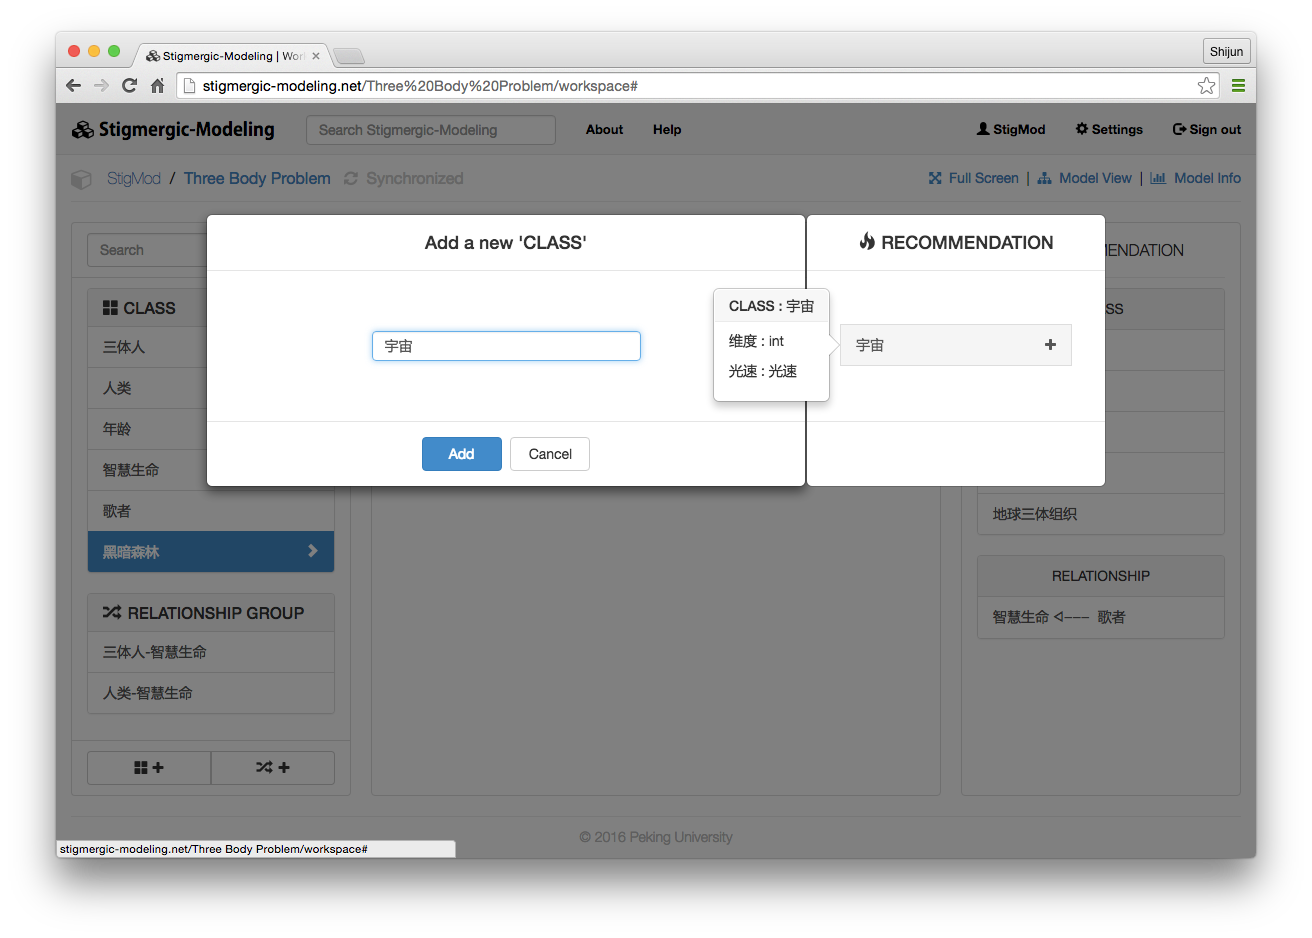 Stigmergic-Modeling | Wor
Shijun
stigmergic-modeling.net/Three%20Body%20Problem/workspace#
Stigmergic-Modeling
Search Stigmergic-Modeling
About
Help
StigMod
Settings
Sign out
StigMod / Three Body Problem
Synchronized
Full Screen | Model View | Model Info
Search
CLASS
三体人
人类
年龄
智慧生命
歌者
黑暗森林
RELATIONSHIP GROUP
三体人-智慧生命
人类-智慧生命
Add a new 'CLASS'
宇宙
Add
Cancel
RECOMMENDATION
CLASS : 宇宙
维度 : int
光速 : 光速
宇宙
MENDATION
SS
地球三体组织
RELATIONSHIP
智慧生命 <--- 歌者
© 2016 Peking University
stigmergic-modeling.net/Three Body Problem/workspace#